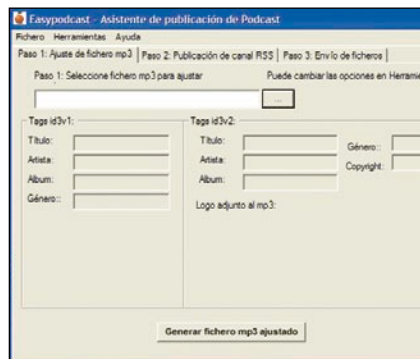 Easypodcast - Asistente de publicación de Podcast
Fichero Herramientas Ayuda
Paso 1: Ajuste de fichero mp3 Paso 2: Publicación de canal RSS Paso 3: Envío de ficheros
Paso 1: Seleccione fichero mp3 para ajustar Puede cambiar las opciones en Herramie
...
Tags id3v1: Tags id3v2:
Título: Título: Género::
Artista: Artista: Copyright:
Album: Album:
Género:: Logo adjunto al mp3:
Generar fichero mp3 ajustado